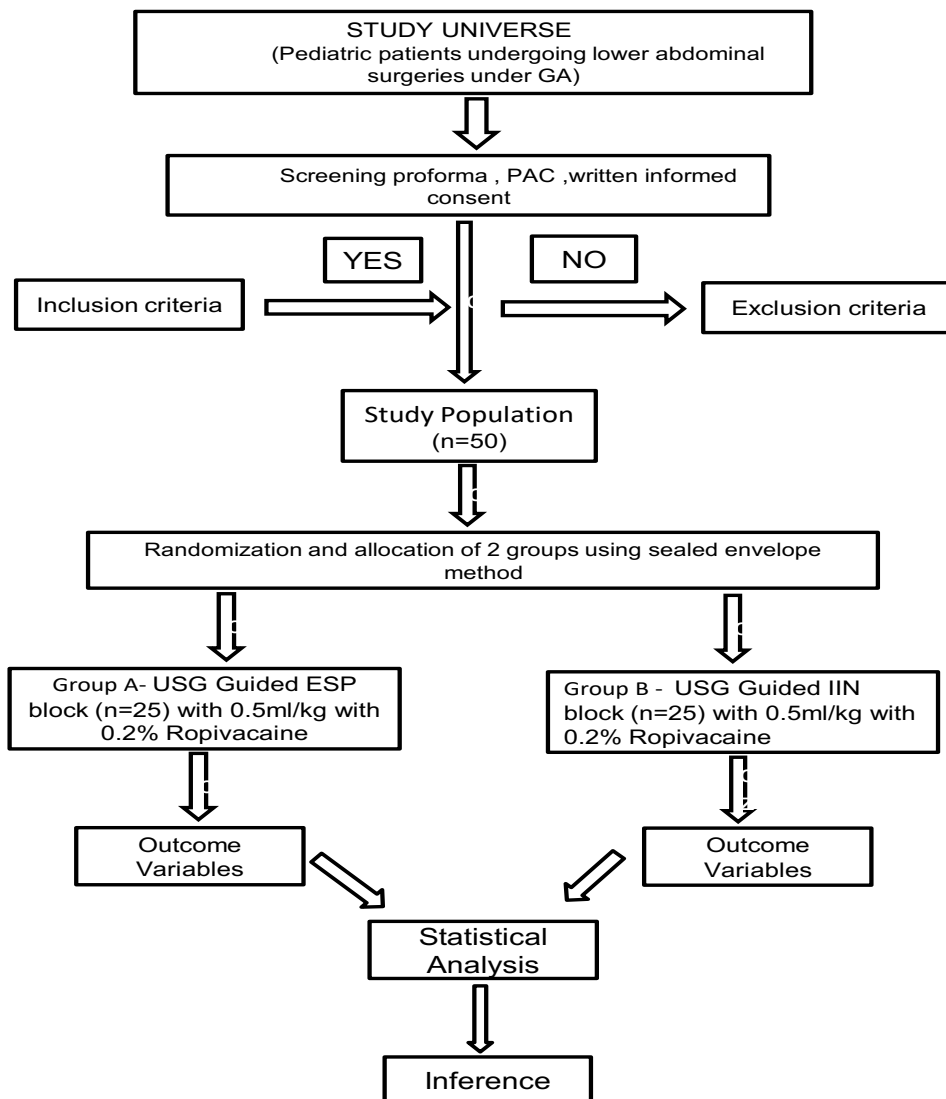 STUDY UNIVERSE
(Pediatric patients undergoing lower abdominal
surgeries under GA)
Screening proforma , PAC ,written informed
consent
YES
NO
Inclusion criteria
Exclusion criteria
Study Population
(n=50)
Randomization and allocation of 2 groups using sealed envelope
method
Group A- USG Guided ESP
block (n=25) with 0.5ml/kg with
0.2% Ropivacaine
Group B - USG Guided IIN
block (n=25) with 0.5ml/kg with
0.2% Ropivacaine
Outcome
Variables
Outcome
Variables
Statistical
Analysis
Inference